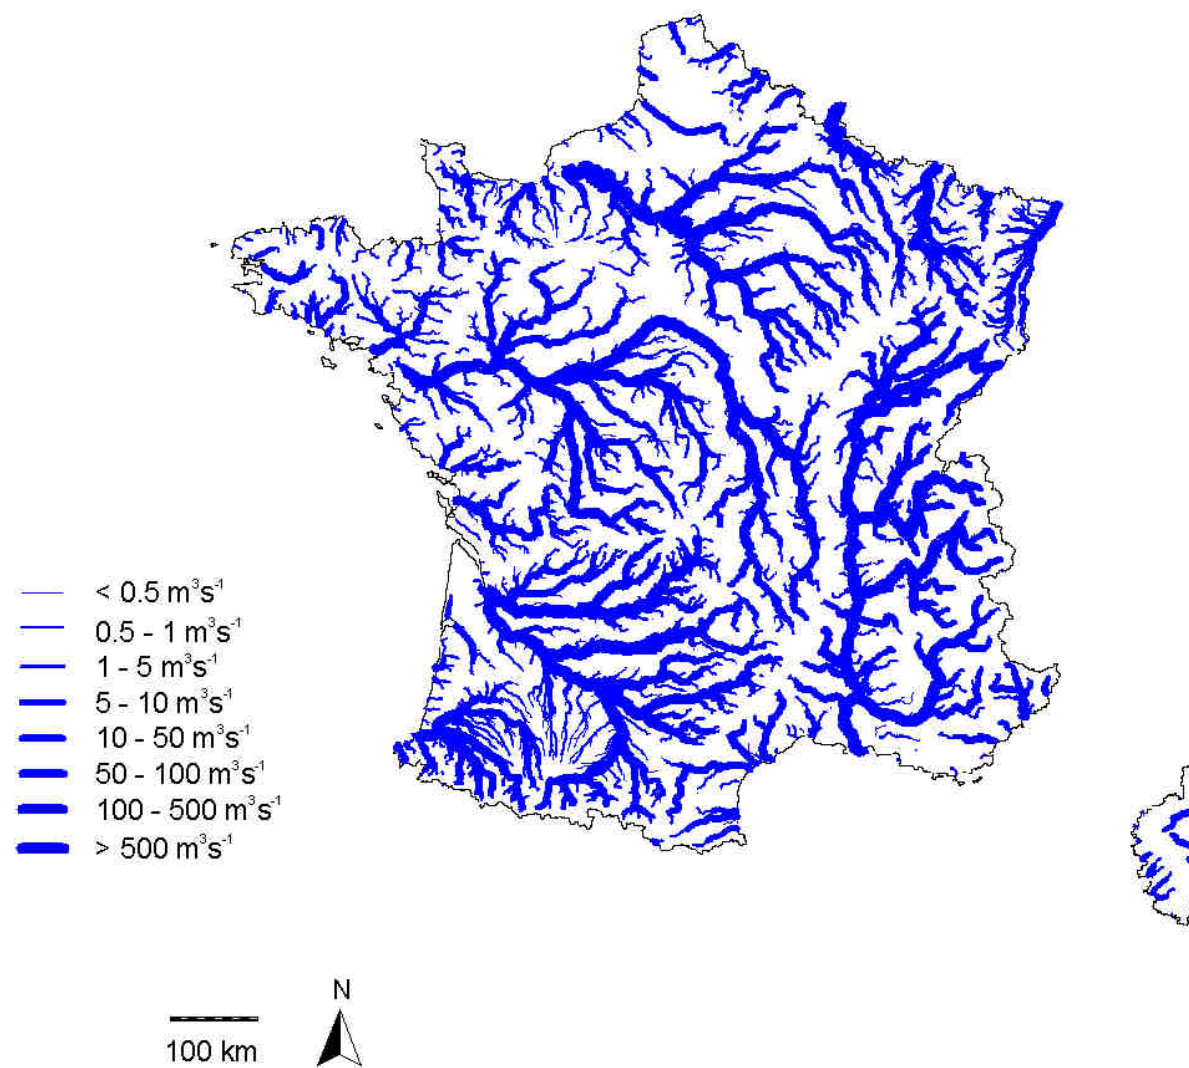 < 0.5 m³s⁻¹
0.5 - 1 m³s⁻¹
1 - 5 m³s⁻¹
5 - 10 m³s⁻¹
10 - 50 m³s⁻¹
50 - 100 m³s⁻¹
100 - 500 m³s⁻¹
> 500 m³s⁻¹
N
100 km